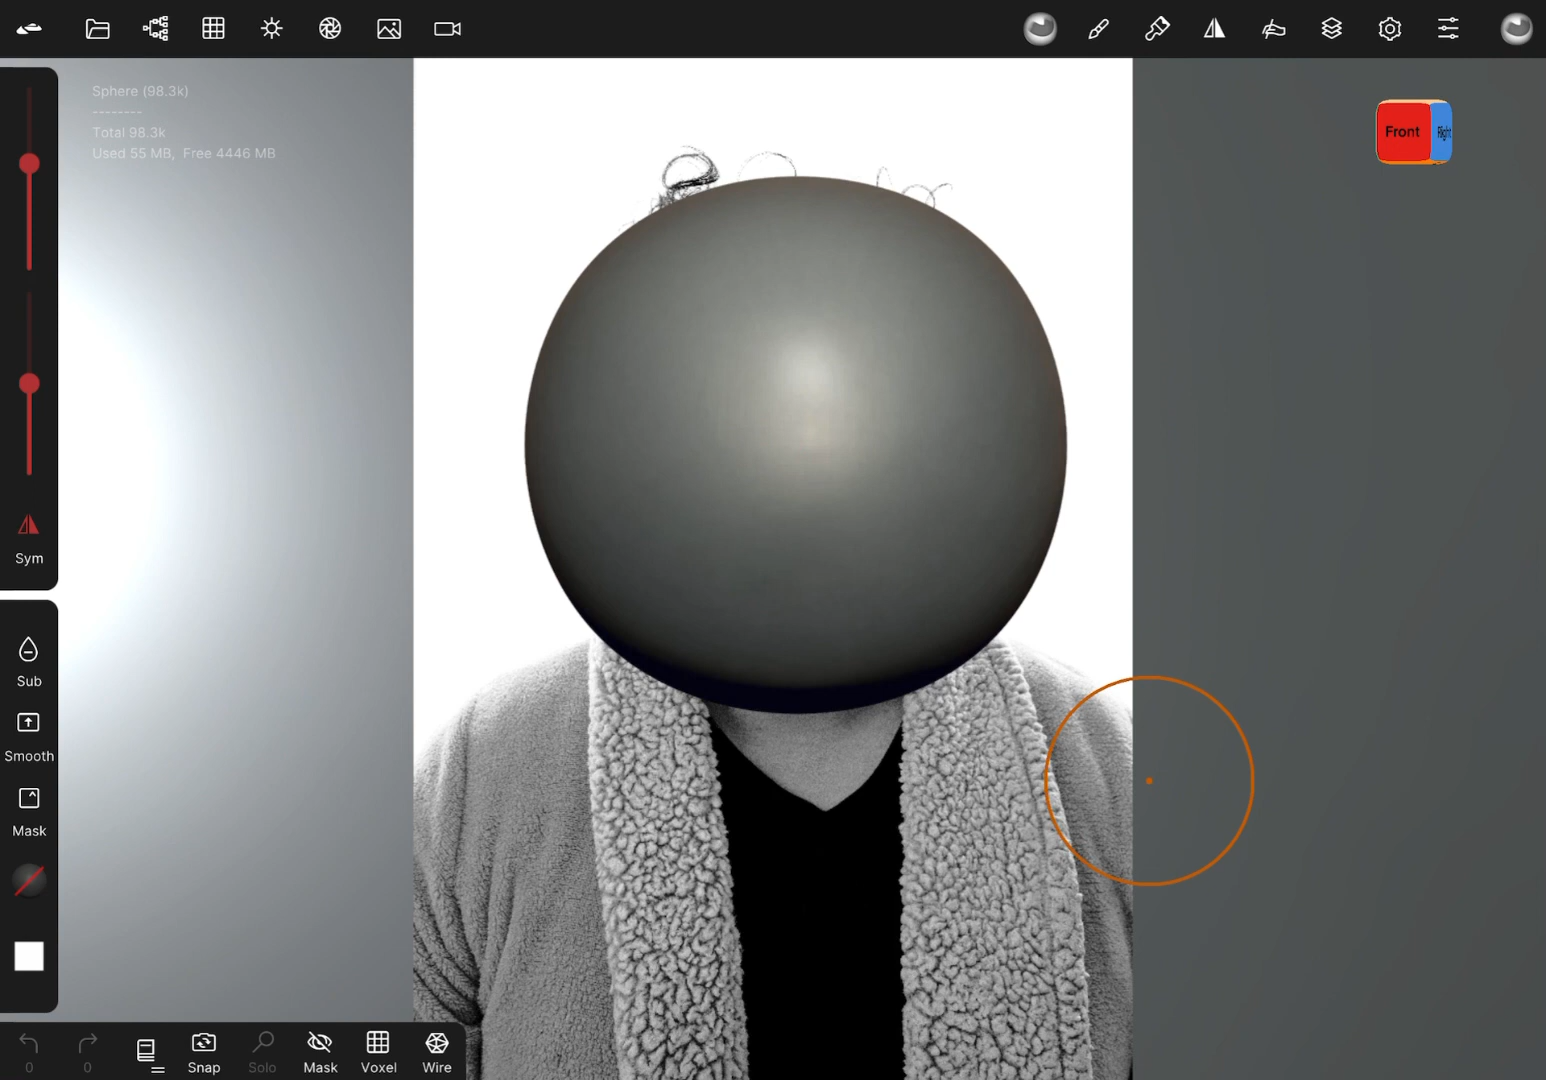 Sphere (98.3k)
--------
Total 98.3k
Used 55 MB, Free 4446 MB
Front
Right
Sym
Sub
Smooth
Mask
0
0
Snap
Solo
Mask
Voxel
Wire